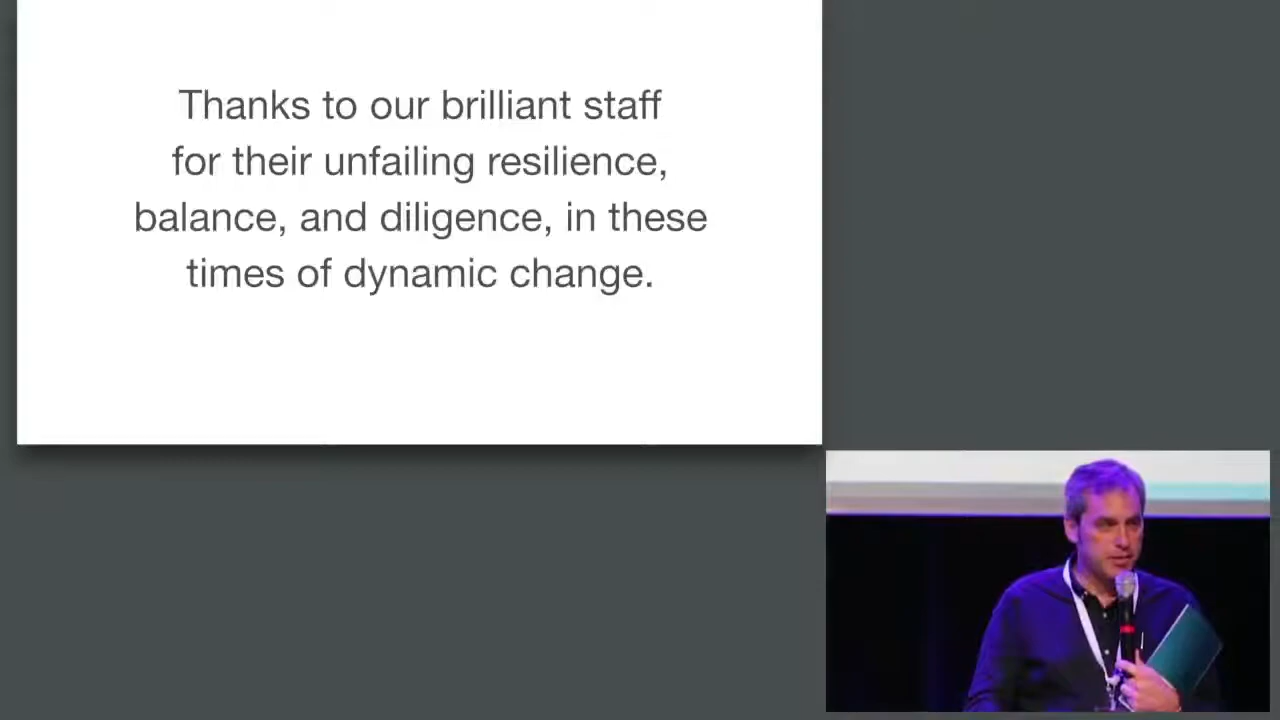 Thanks to our brilliant staff
for their unfailing resilience,
balance, and diligence, in these
times of dynamic change.